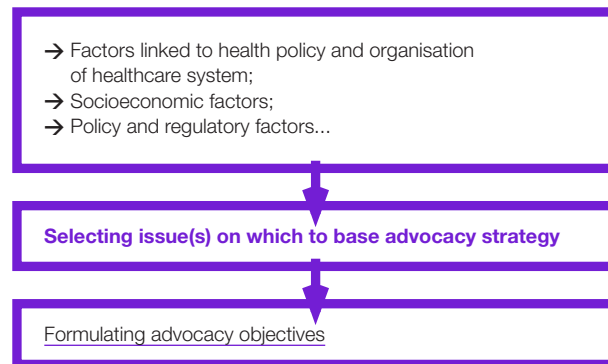 → Factors linked to health policy and organisation
of healthcare system;
→ Socioeconomic factors;
→ Policy and regulatory factors...
Selecting issue(s) on which to base advocacy strategy
Formulating advocacy objectives